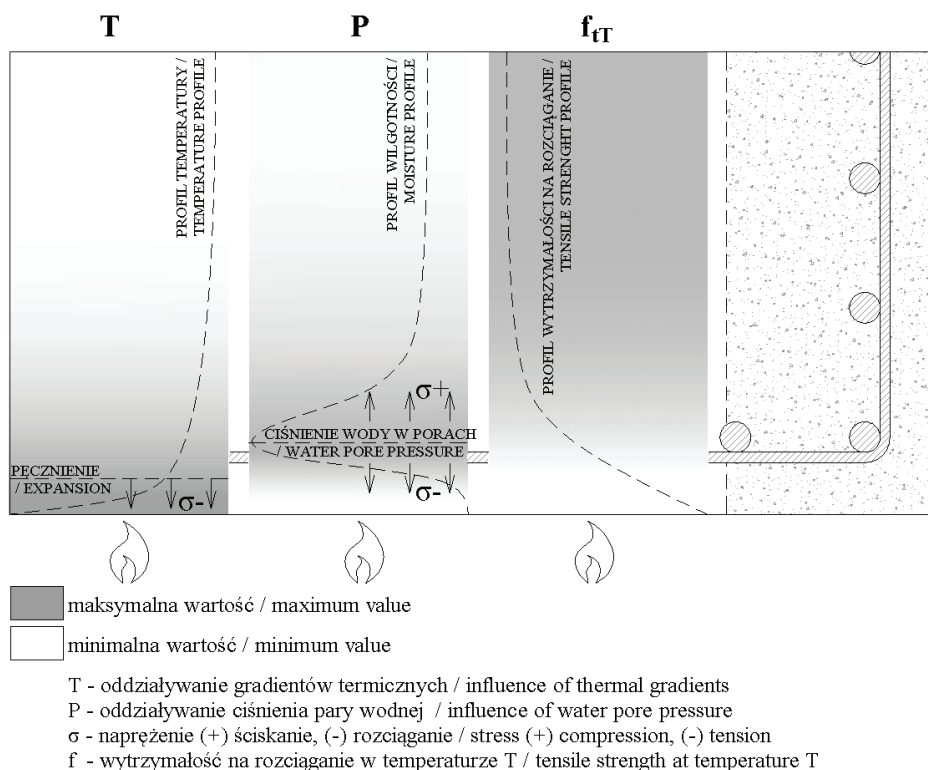 T
P
ftT
PROFIL TEMPERATURY /
TEMPERATURE PROFILE
PROFIL WILGOTNOŚCI /
MOISTURE PROFILE
PROFIL WYTRZYMAŁOŚCI NA ROZCIĄGANIE /
TENSILE STRENGHT PROFILE
PĘCZNIENIE
/ EXPANSION
σ-
σ+
CIŚNIENIE WODY W PORACH
/ WATER PORE PRESSURE
σ-
maksymalna wartość / maximum value
minimalna wartość / minimum value
T - oddziaływanie gradientów termicznych / influence of thermal gradients
P - oddziaływanie ciśnienia pary wodnej / influence of water pore pressure
σ - naprężenie (+) ściskanie, (-) rozciąganie / stress (+) compression, (-) tension
f - wytrzymałość na rozciąganie w temperaturze T / tensile strength at temperature T